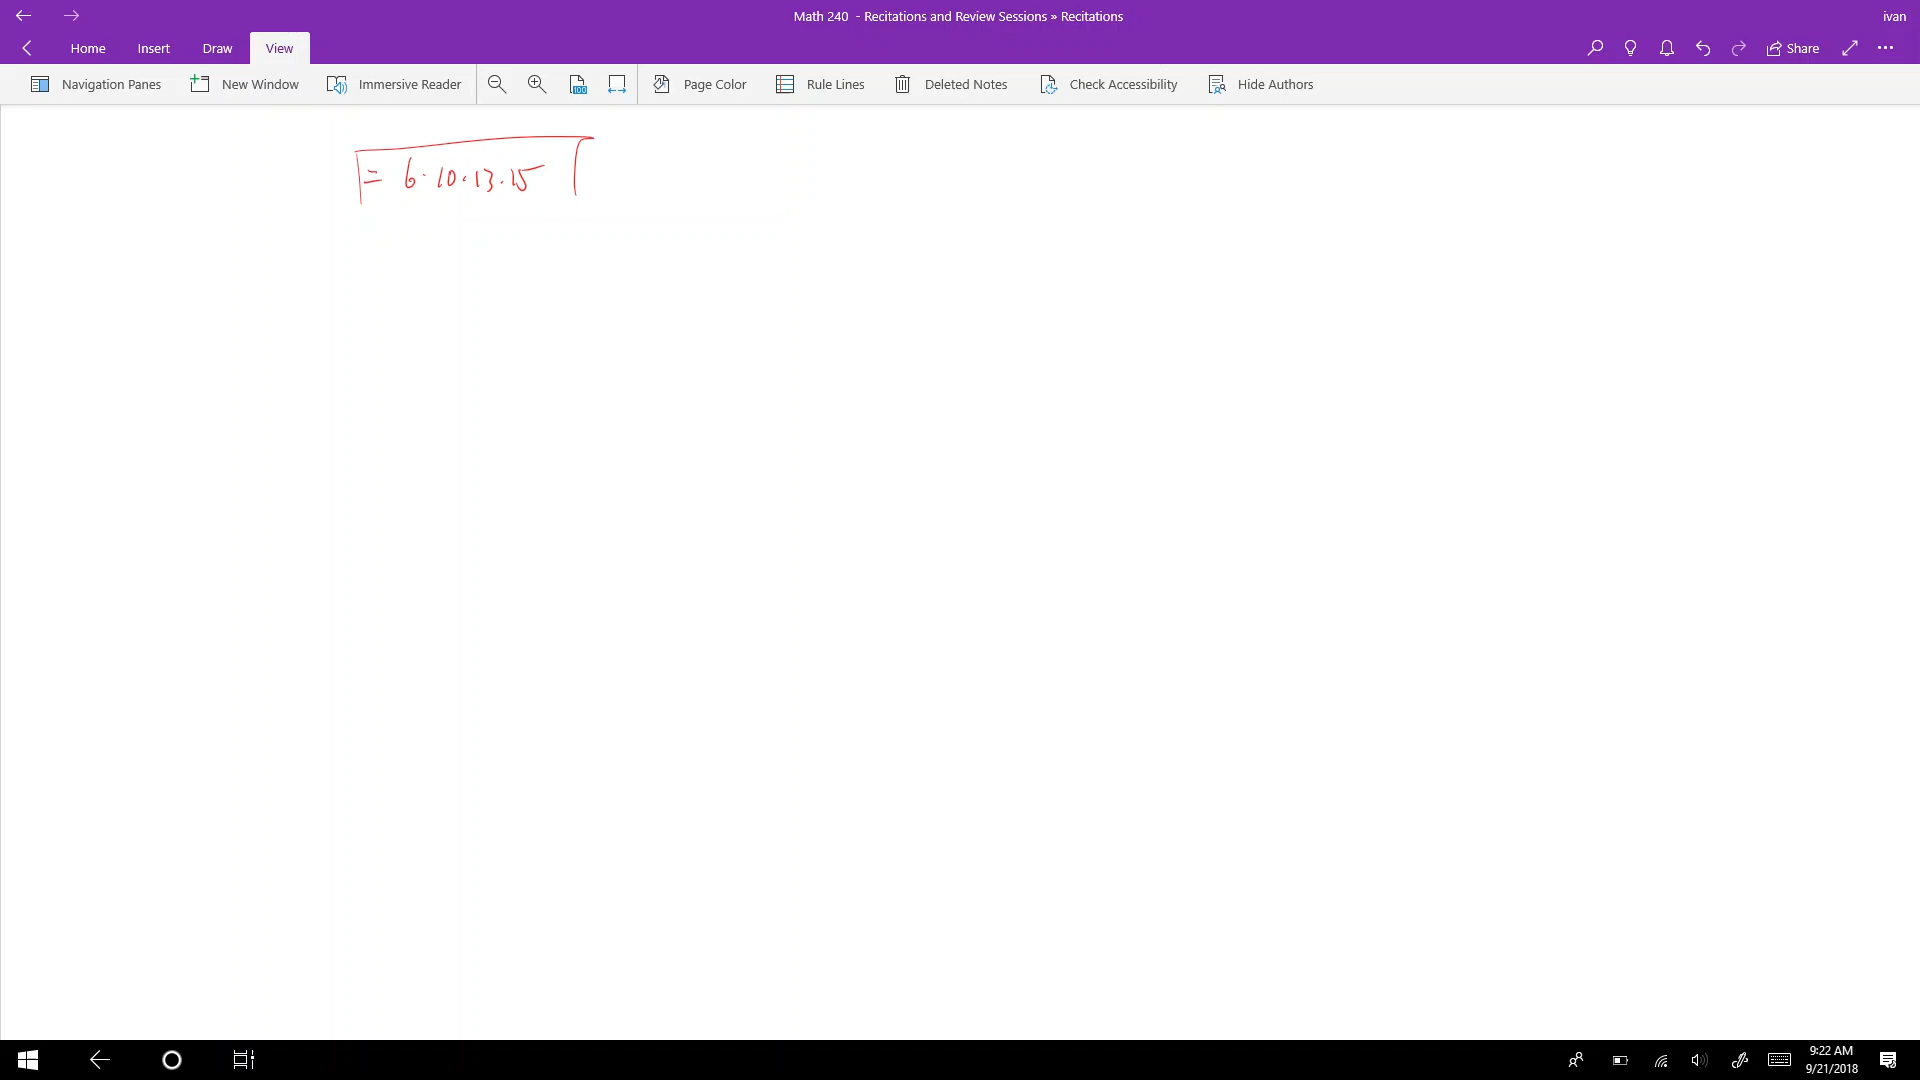 Math 240 - Recitations and Review Sessions » Recitations
ivan
Home Insert Draw View
Share
Navigation Panes New Window Immersive Reader 100 Page Color Rule Lines Deleted Notes Check Accessibility Hide Authors
= 6 · 10 · 13 · 15
9:22 AM
9/21/2018